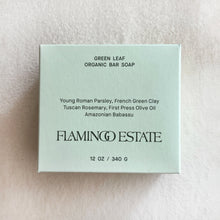 GREEN LEAF
ORGANIC BAR SOAP
Young Roman Parsley, French Green Clay
Tuscan Rosemary, First Press Olive Oil
Amazonian Babassu
FLAMINGO ESTATE
12 OZ / 340 G